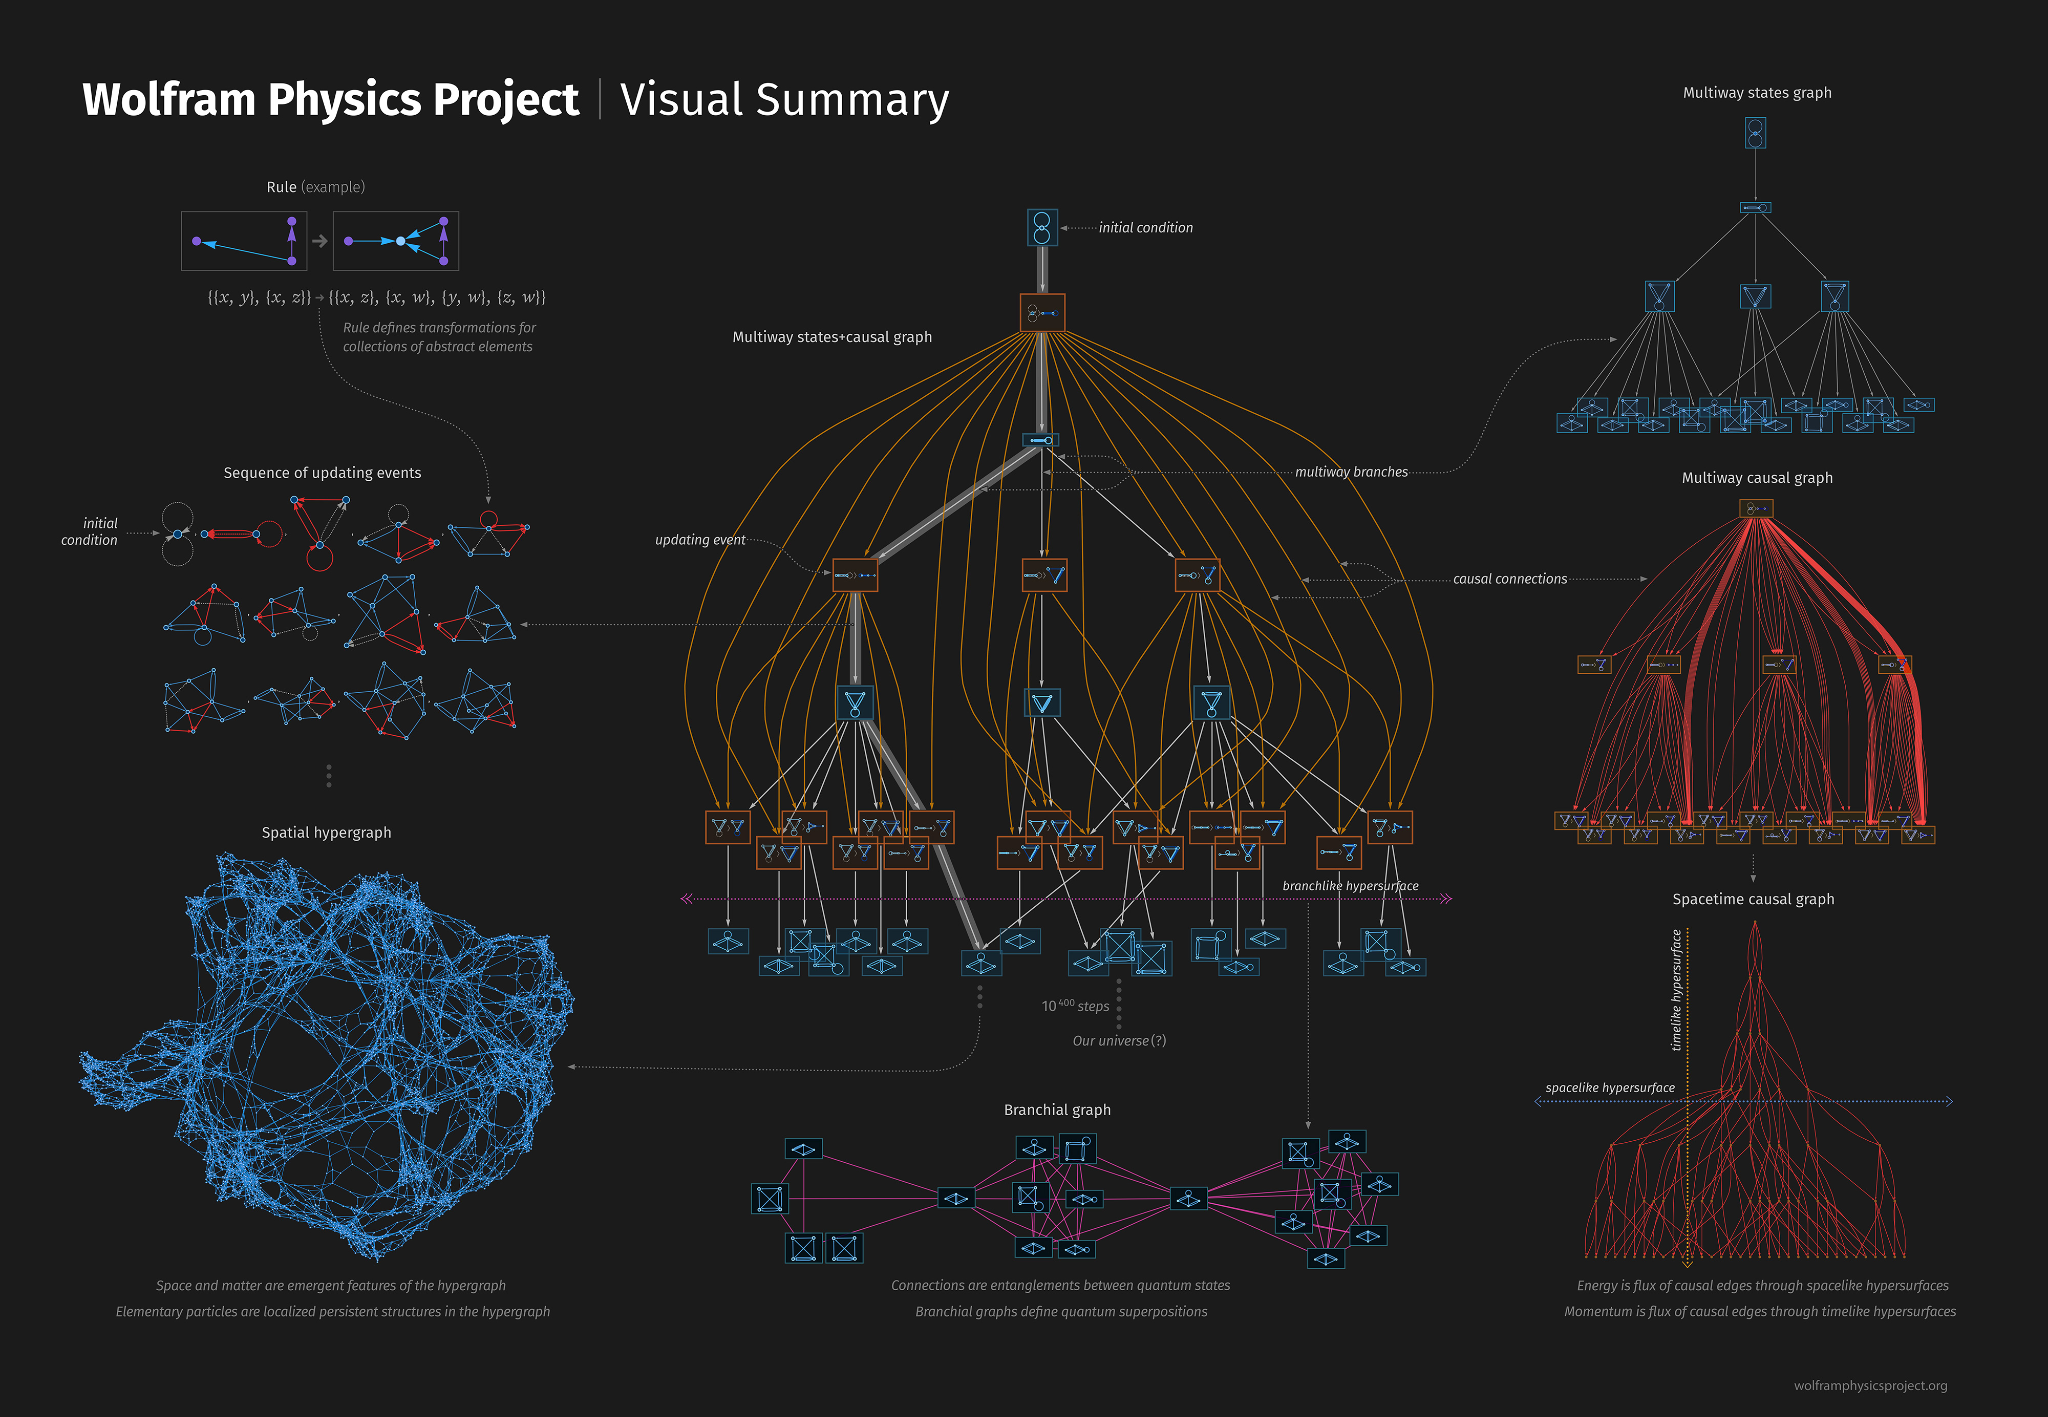 Wolfram Physics Project | Visual Summary
Rule (example)
{{x, y}, {x, z}} → {{x, z}, {x, w}, {y, w}, {z, w}}
Rule defines transformations for
collections of abstract elements
Sequence of updating events
initial
condition
Spatial hypergraph
Space and matter are emergent features of the hypergraph
Elementary particles are localized persistent structures in the hypergraph
initial condition
Multiway states+causal graph
multiway branches
updating event
causal connections
branchlike hypersurface
10^400 steps
Our universe(?)
Branchial graph
Connections are entanglements between quantum states
Branchial graphs define quantum superpositions
Multiway states graph
Multiway causal graph
Spacetime causal graph
timelike hypersurface
spacelike hypersurface
Energy is flux of causal edges through spacelike hypersurfaces
Momentum is flux of causal edges through timelike hypersurfaces
wolframphysicsproject.org